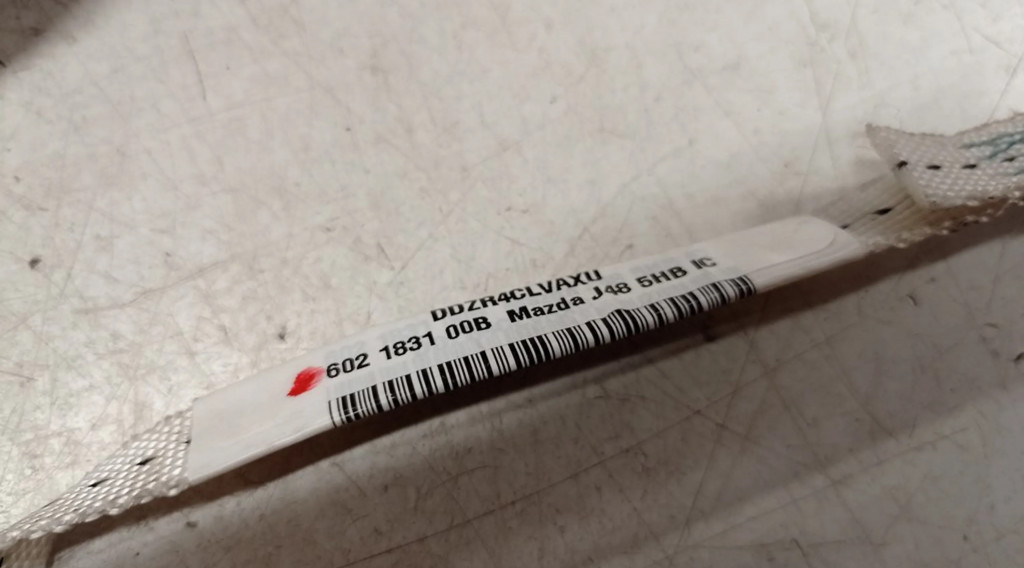 DDZR4CLVAXU
602 1831 00B Mazda J48 5HB IC